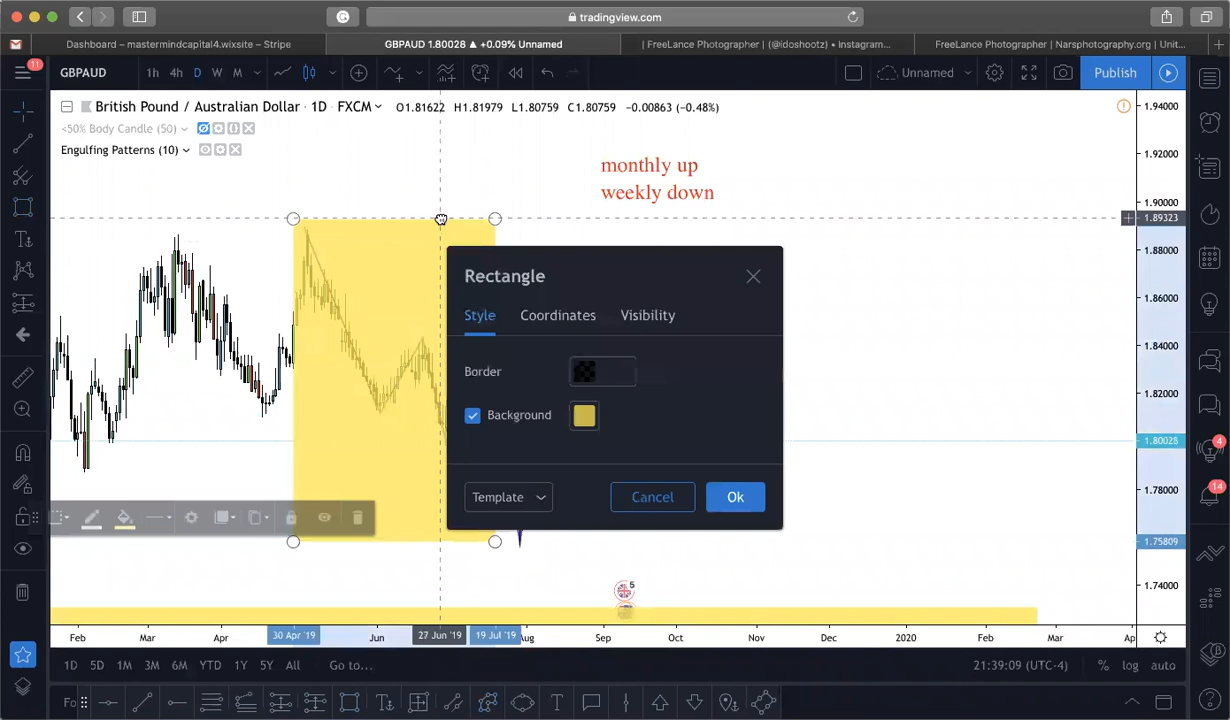 tradingview.com
Dashboard – mastermindcapital4.wixsite – Stripe
GBPAUD 1.80028 ▲ +0.09% Unnamed
| FreeLance Photographer | (@idoshootz) • Instagram...
FreeLance Photographer | Narsphotography.org | Unit...
11
GBPAUD
1h 4h D W M
Unnamed
Publish
British Pound / Australian Dollar · 1D · FXCM
O1.81622 H1.81979 L1.80759 C1.80759 −0.00863 (−0.48%)
<50% Body Candle (50)
Engulfing Patterns (10)
monthly up
weekly down
1.94000
1.92000
1.90000
1.89323
1.88000
1.86000
1.84000
1.82000
1.80028
1.78000
1.75809
1.74000
Rectangle
Style Coordinates Visibility
Border
Background
Template
Cancel
Ok
4
14
5
Feb Mar Apr 30 Apr '19 Jun 27 Jun '19 19 Jul '19 Aug Sep Oct Nov Dec 2020 Feb Mar Ap
1D 5D 1M 3M 6M YTD 1Y 5Y All Go to...
21:39:09 (UTC-4) % log auto
Fo